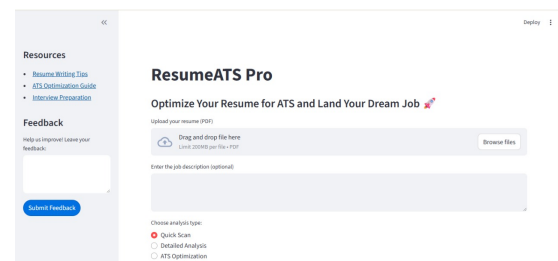 Deploy
Resources
Resume Writing Tips
ATS Optimization Guide
Interview Preparation
Feedback
Help us improve! Leave your
feedback:
Submit Feedback
ResumeATS Pro
Optimize Your Resume for ATS and Land Your Dream Job 🚀
Upload your resume (PDF)
Drag and drop file here
Limit 200MB per file • PDF
Browse files
Enter the job description (optional)
Choose analysis type:
Quick Scan
Detailed Analysis
ATS Optimization